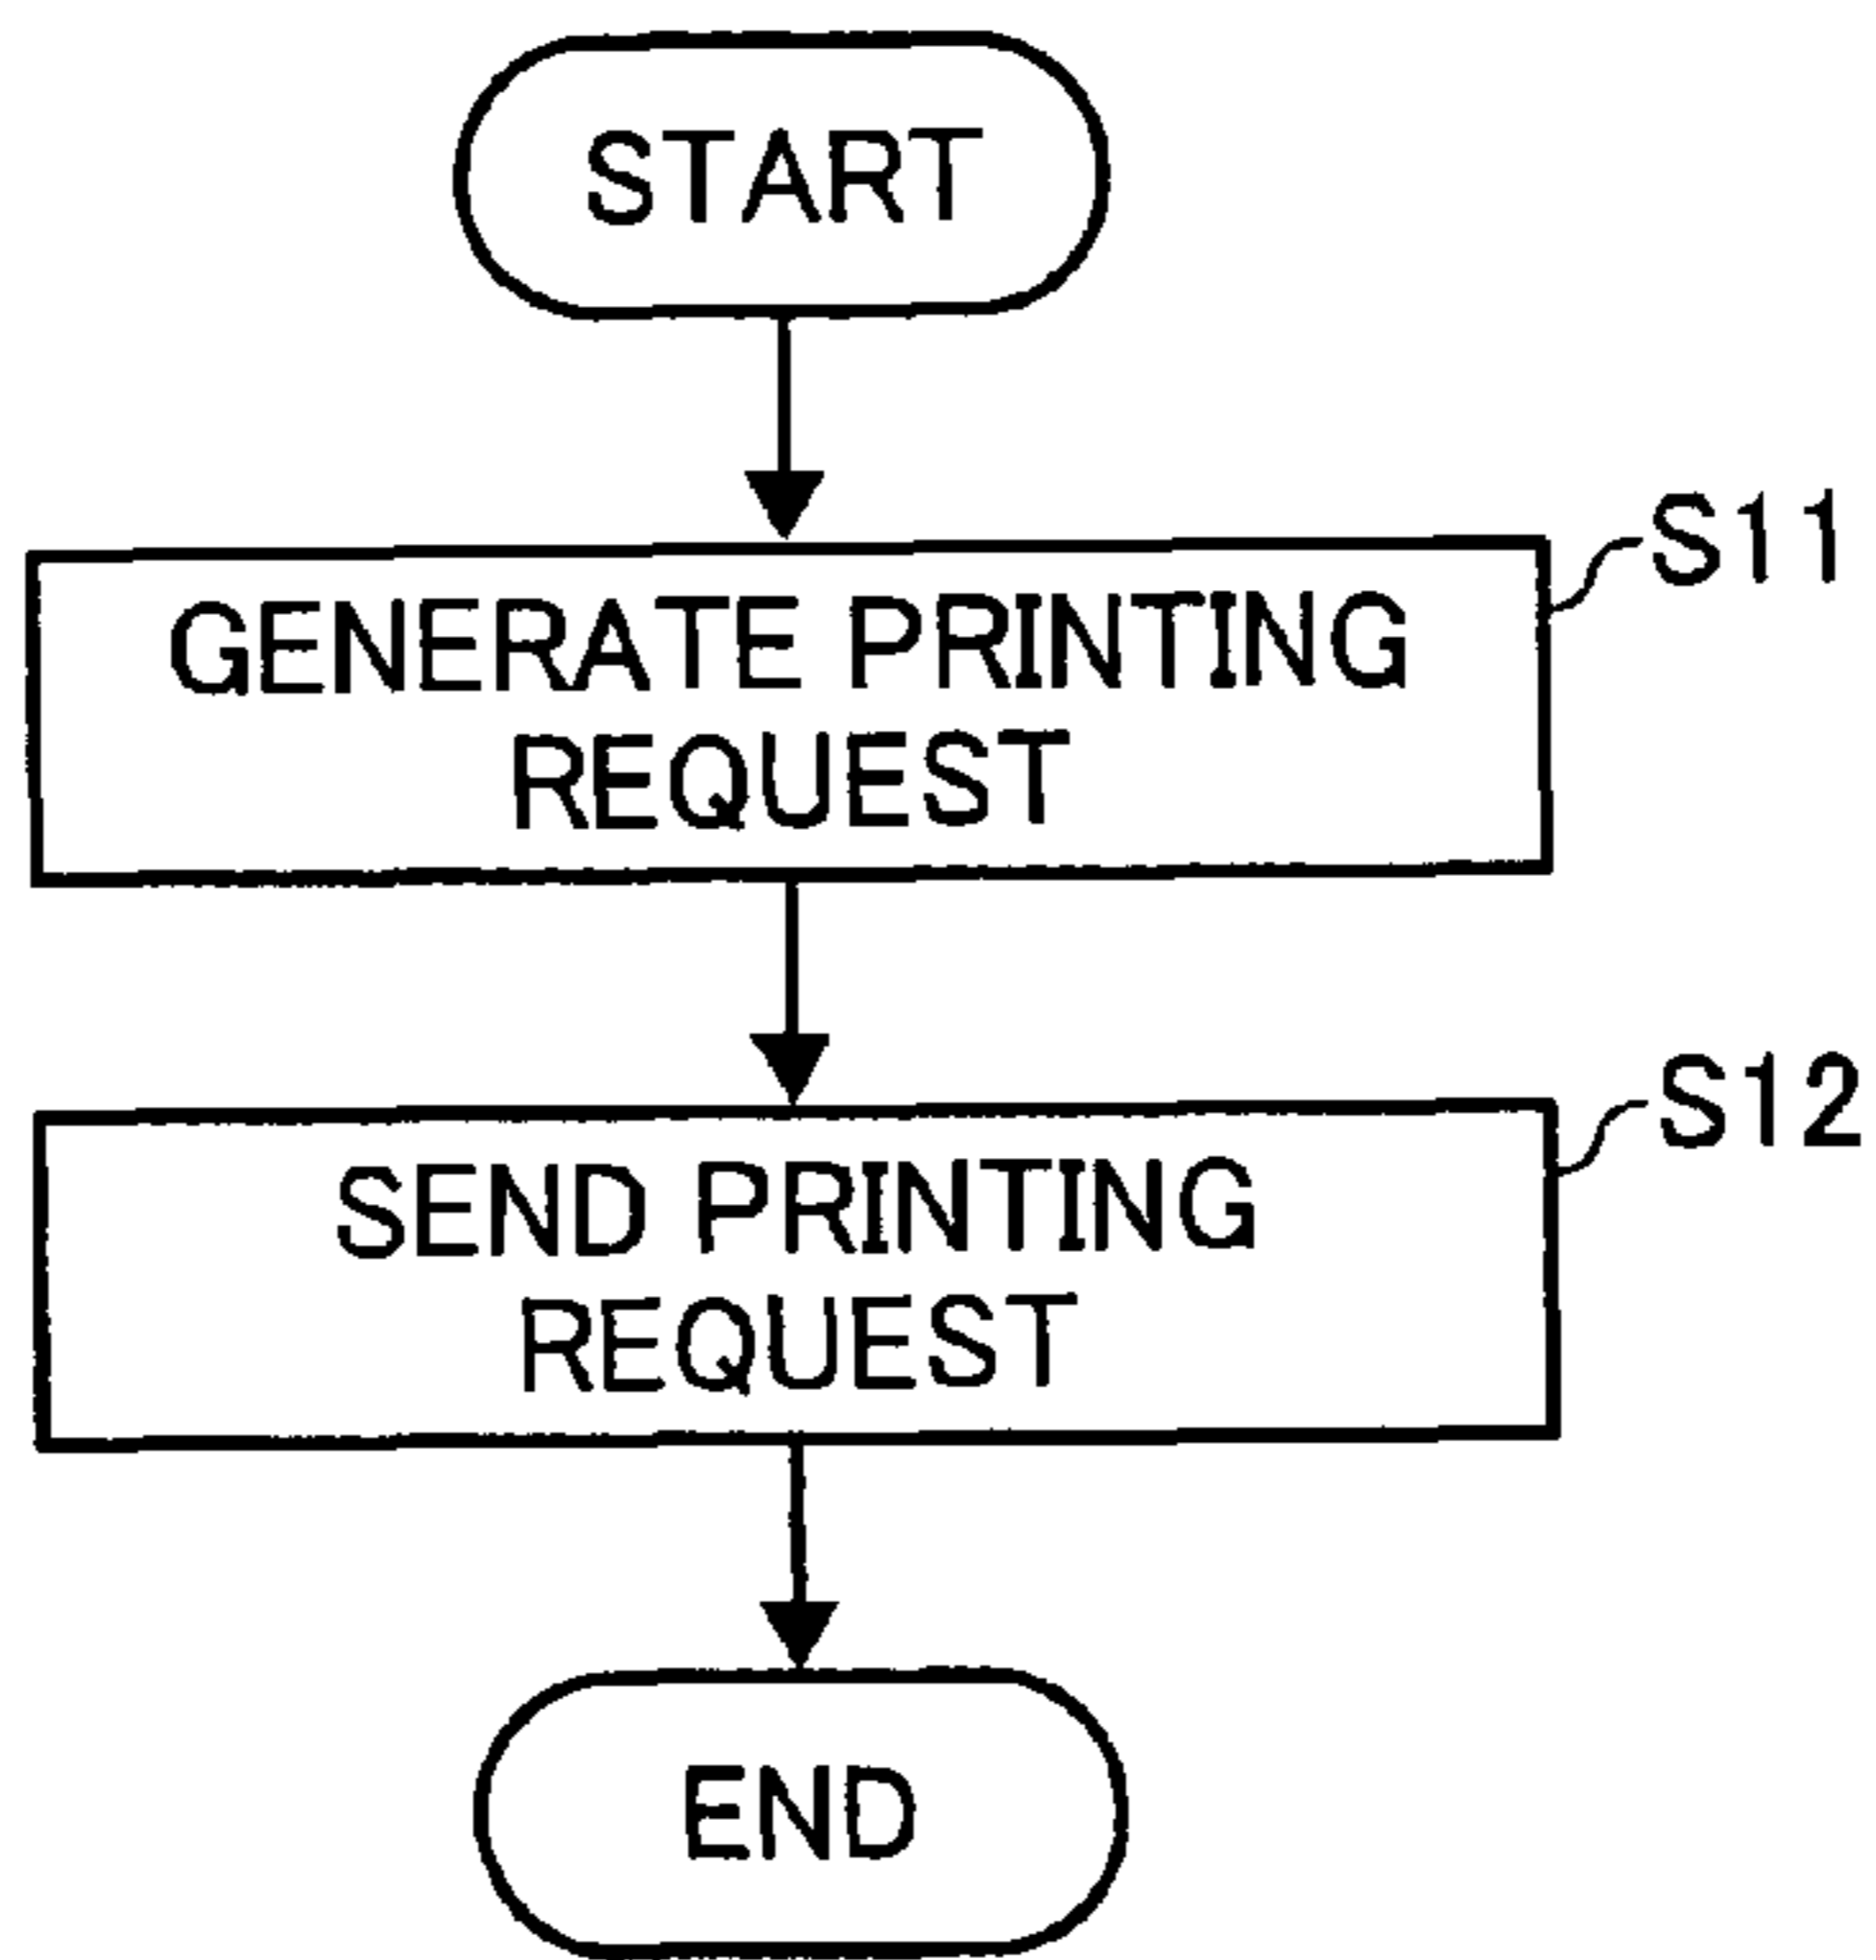 START
S11
GENERATE PRINTING
REQUEST
S12
SEND PRINTING
REQUEST
END